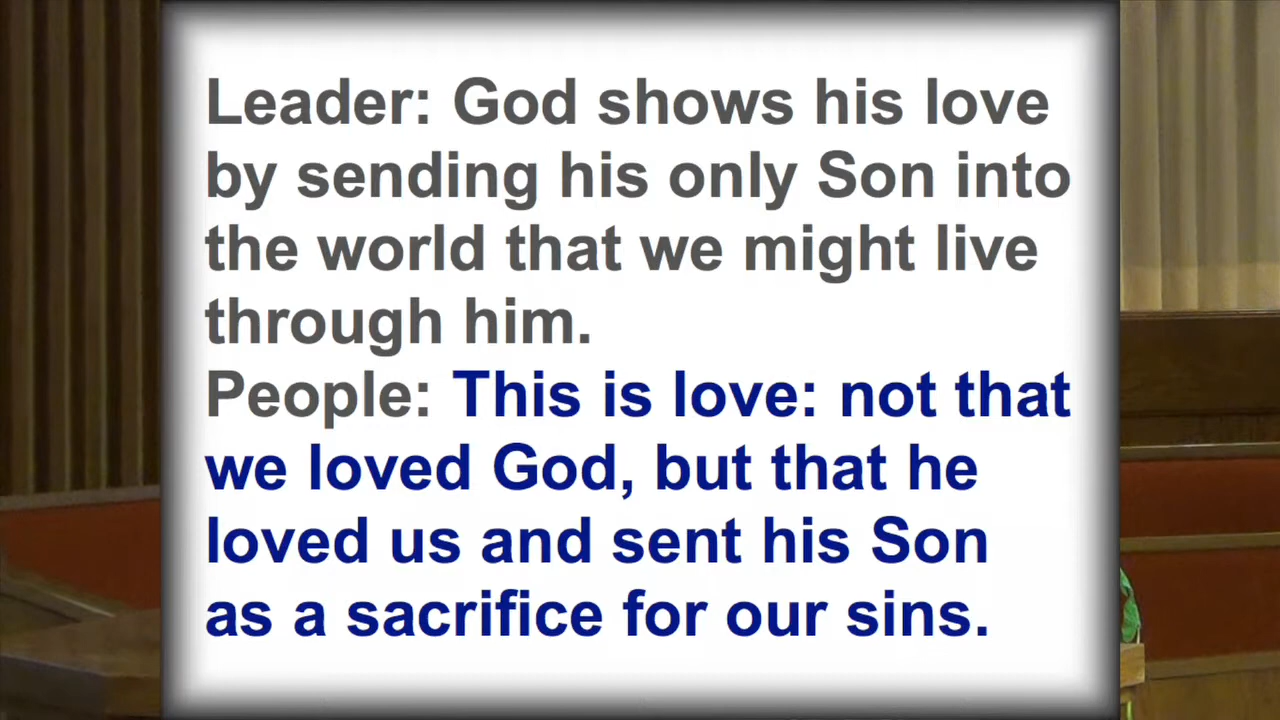 Leader: God shows his love
by sending his only Son into
the world that we might live
through him.
People: This is love: not that
we loved God, but that he
loved us and sent his Son
as a sacrifice for our sins.